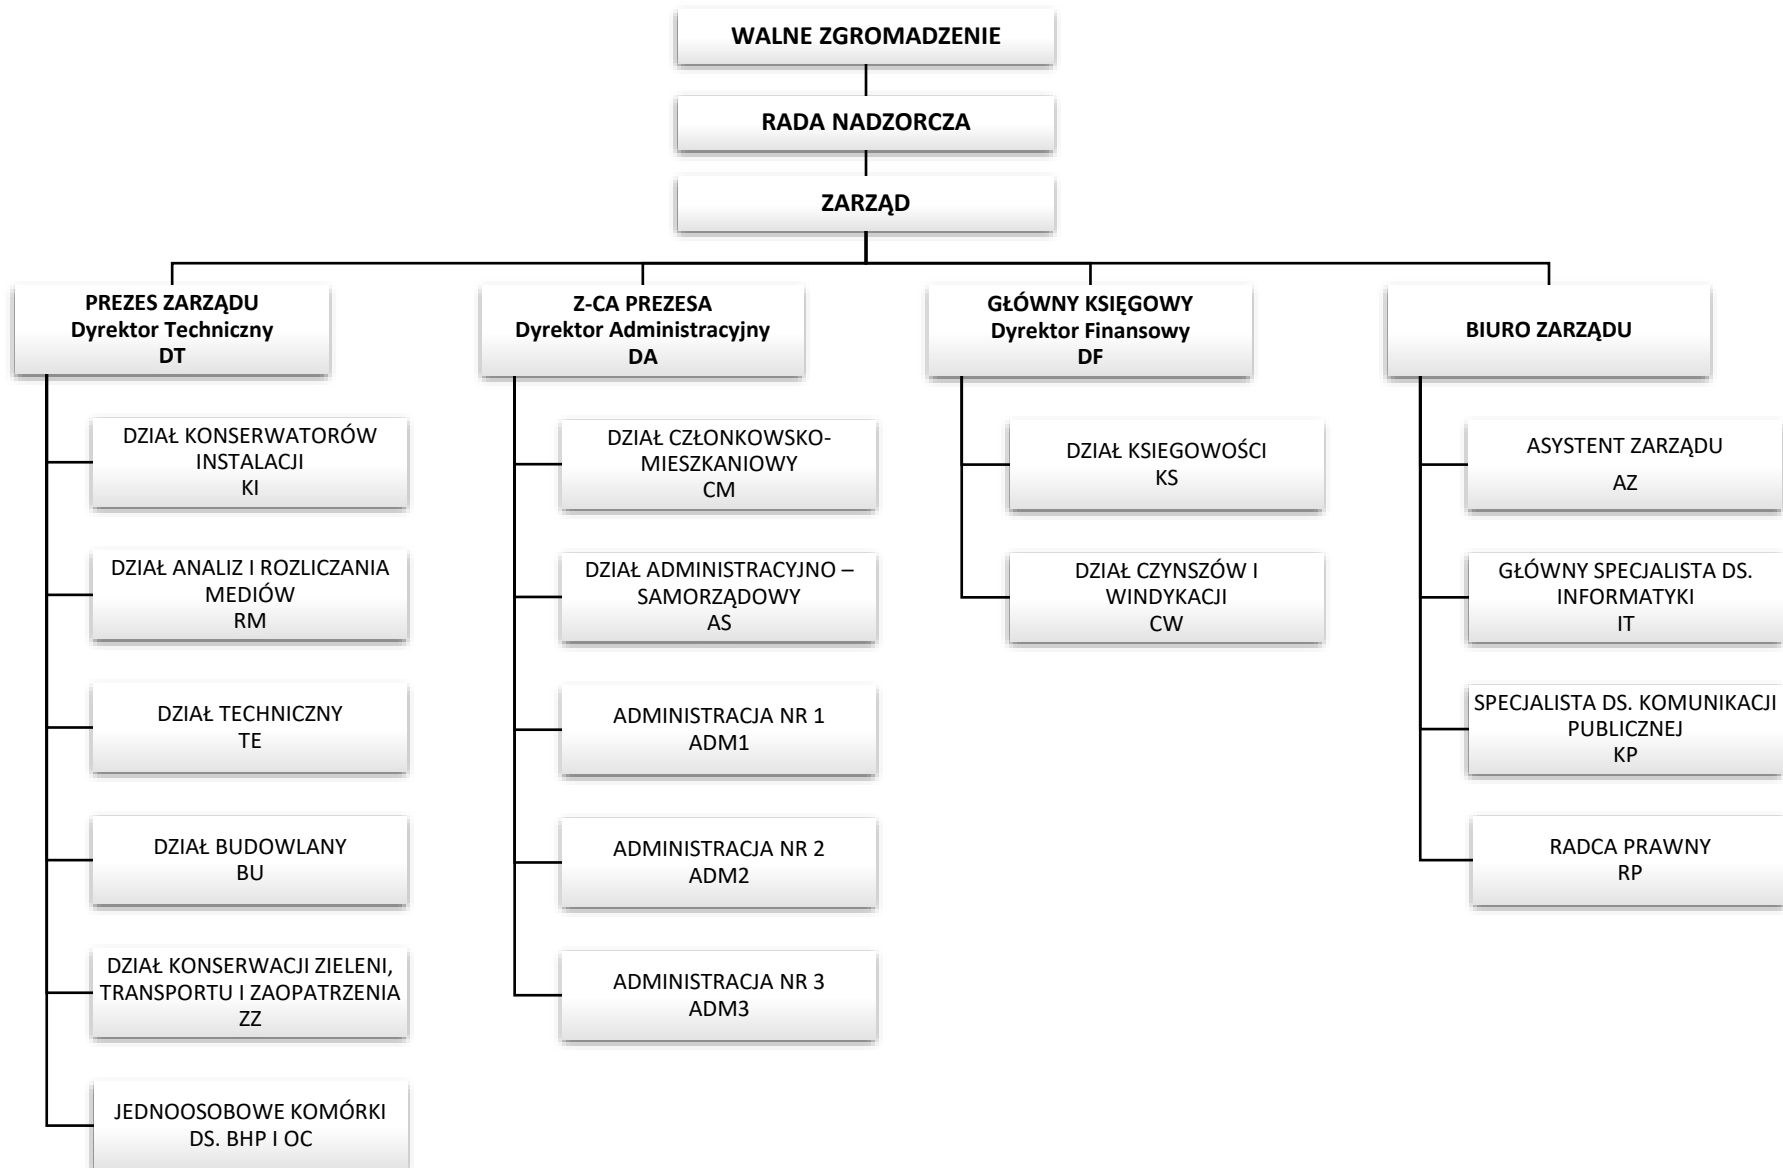 WALNE ZGROMADZENIE
RADA NADZORCZA
ZARZĄD
PREZES ZARZĄDU
Dyrektor Techniczny
DT
Z-CA PREZESA
Dyrektor Administracyjny
DA
GŁÓWNY KSIĘGOWY
Dyrektor Finansowy
DF
BIURO ZARZĄDU
DZIAŁ KONSERWATORÓW
INSTALACJI
KI
DZIAŁ ANALIZ I ROZLICZANIA
MEDIÓW
RM
DZIAŁ TECHNICZNY
TE
DZIAŁ BUDOWLANY
BU
DZIAŁ KONSERWACJI ZIELENI,
TRANSPORTU I ZAOPATRZENIA
ZZ
JEDNOOSOBOWE KOMÓRKI
DS. BHP I OC
DZIAŁ CZŁONKOWSKO-
MIESZKANIOWY
CM
DZIAŁ ADMINISTRACYJNO –
SAMORZĄDOWY
AS
ADMINISTRACJA NR 1
ADM1
ADMINISTRACJA NR 2
ADM2
ADMINISTRACJA NR 3
ADM3
DZIAŁ KSIEGOWOŚCI
KS
DZIAŁ CZYNSZÓW I
WINDYKACJI
CW
ASYSTENT ZARZĄDU
AZ
GŁÓWNY SPECJALISTA DS.
INFORMATYKI
IT
SPECJALISTA DS. KOMUNIKACJI
PUBLICZNEJ
KP
RADCA PRAWNY
RP